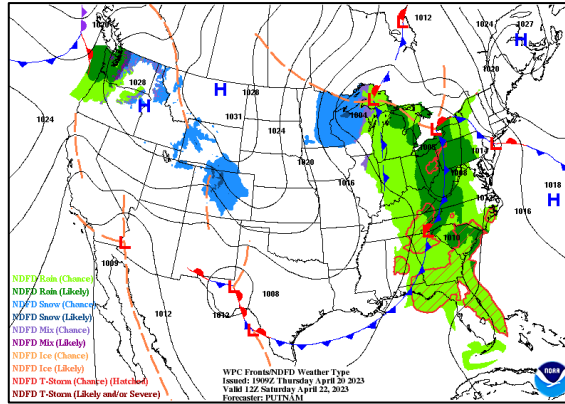 1020
1012
1024
1027
H
L
1028
H
H
1028
1031
1024
1020
1004
L
L
1008
1014
L
1020
1024
1020
1016
1008
1018
H
1016
1012
1010
L
L
1009
1012
L
1008
1012
L
NDFD Rain (Chance)
NDFD Rain (Likely)
NDFD Snow (Chance)
NDFD Snow (Likely)
NDFD Mix (Chance)
NDFD Mix (Likely)
NDFD Ice (Chance)
NDFD Ice (Likely)
NDFD T-Storm (Chance) (Hatched)
NDFD T-Storm (Likely and/or Severe)
WPC Fronts/NDFD Weather Type
Issued: 1909Z Thursday April 20 2023
Valid 12Z Saturday April 22, 2023
Forecaster: PUTNAM
NOAA